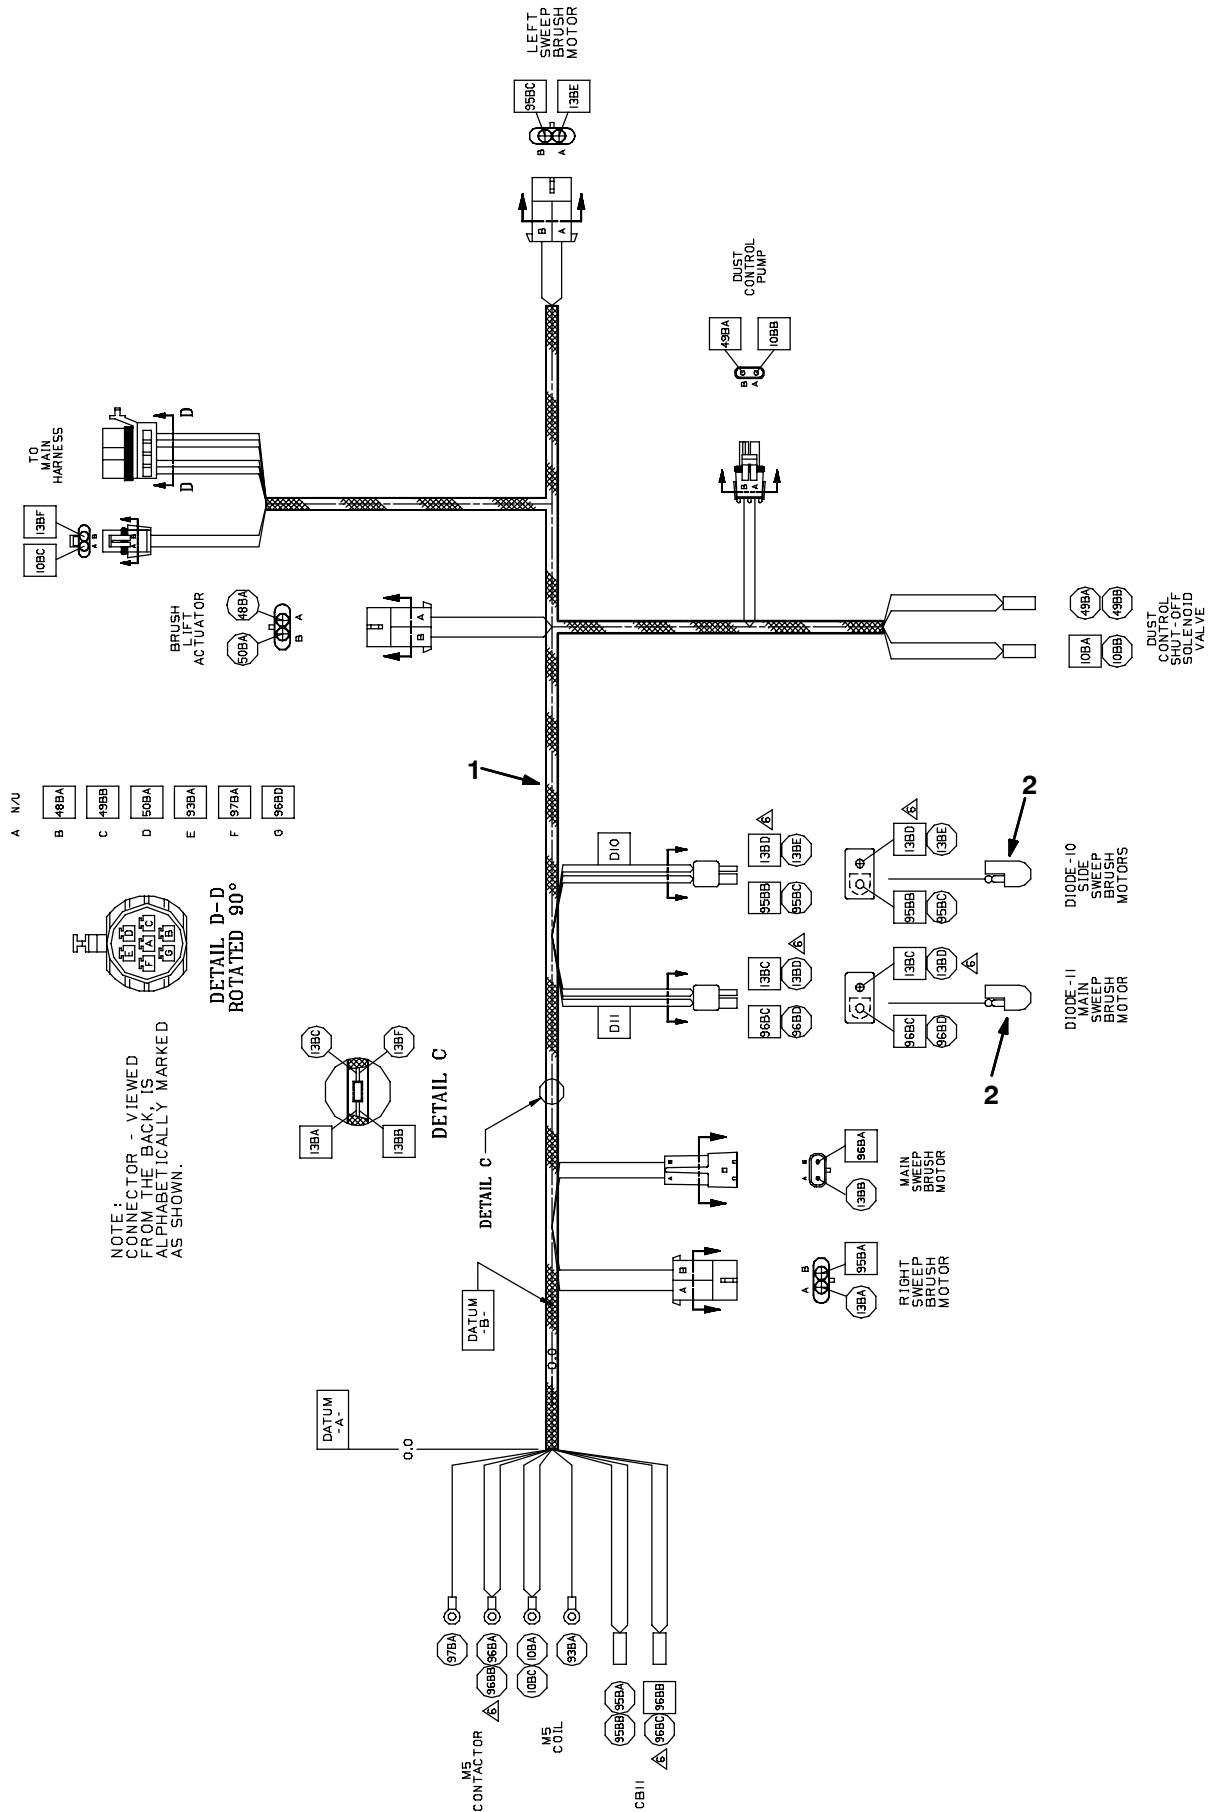 LEFT
SWEEP
BRUSH
MOTOR
95BC
13BE
B
A
B
A
TO
MAIN
HARNESS
D
D
10BC
13BF
A
B
A
B
DUST
CONTROL
PUMP
49BA
10BB
B
A
B
A
BRUSH
LIFT
ACTUATOR
50BA
48BA
B
A
B
A
49BA
49BB
10BA
10BB
DUST
CONTROL
SHUT-OFF
SOLENOID
VALVE
A N/U
B 48BA
C 49BB
D 50BA
E 93BA
F 97BA
G 96BD
E
D
F
A
C
G
B
DETAIL D-D
ROTATED 90°
NOTE:
CONNECTOR - VIEWED
FROM THE BACK, IS
ALPHABETICALLY MARKED
AS SHOWN.
13BC
13BF
13BA
13BB
DETAIL C
DETAIL C
1
D10
13BD
13BE
6
95BB
95BC
13BD
13BE
6
95BB
95BC
2
DIODE-10
SIDE
SWEEP
BRUSH
MOTORS
D11
13BC
13BD
6
96BC
96BD
13BC
13BD
6
96BC
96BD
2
DIODE-11
MAIN
SWEEP
BRUSH
MOTOR
A
B
A
B
96BA
13BB
MAIN
SWEEP
BRUSH
MOTOR
A
B
A
B
95BA
13BA
RIGHT
SWEEP
BRUSH
MOTOR
DATUM
-B-
0.0
DATUM
-A-
0.0
97BA
96BB
96BA
6
10BC
10BA
93BA
95BB
95BA
96BC
96BB
6
M5
CONTACTOR
M5
COIL
CB11